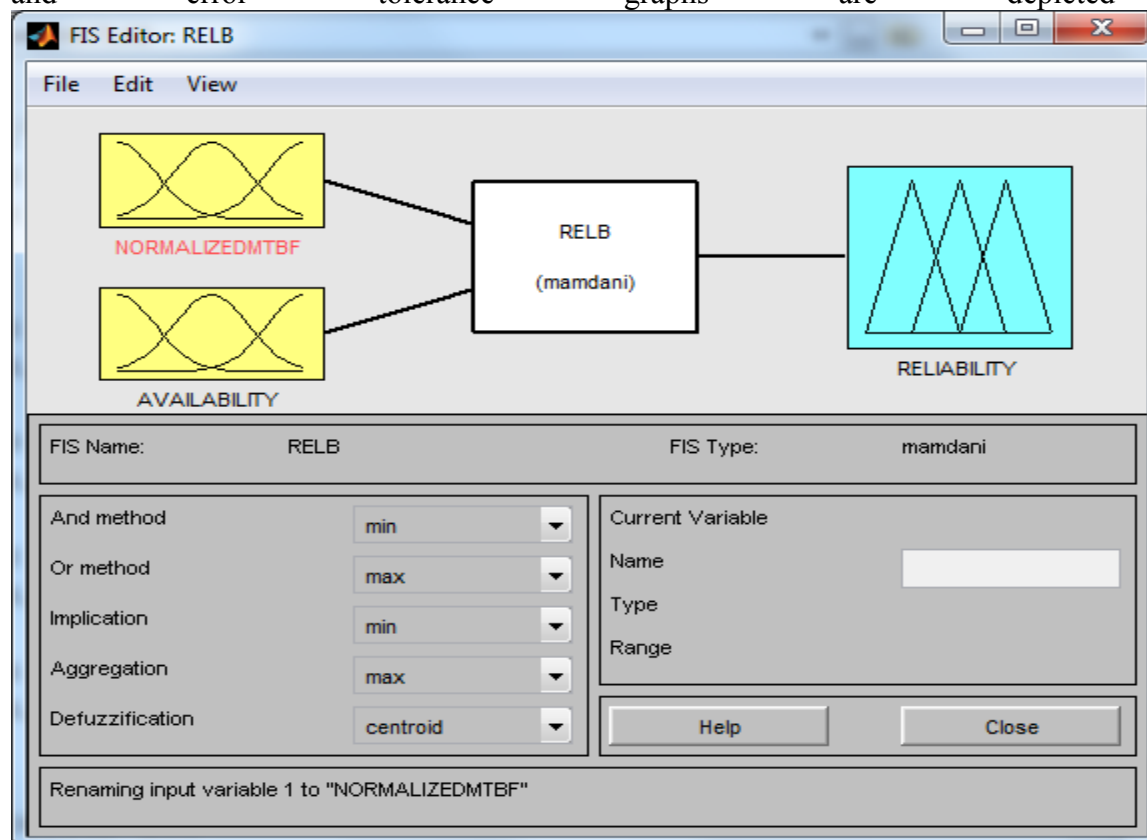 and error tolerance graphs are depicted
FIS Editor: RELB
File Edit View
NORMALIZEDMTBF
AVAILABILITY
RELB
(mamdani)
RELIABILITY
FIS Name: RELB FIS Type: mamdani
And method min
Or method max
Implication min
Aggregation max
Defuzzification centroid
Current Variable
Name
Type
Range
Help Close
Renaming input variable 1 to "NORMALIZEDMTBF"